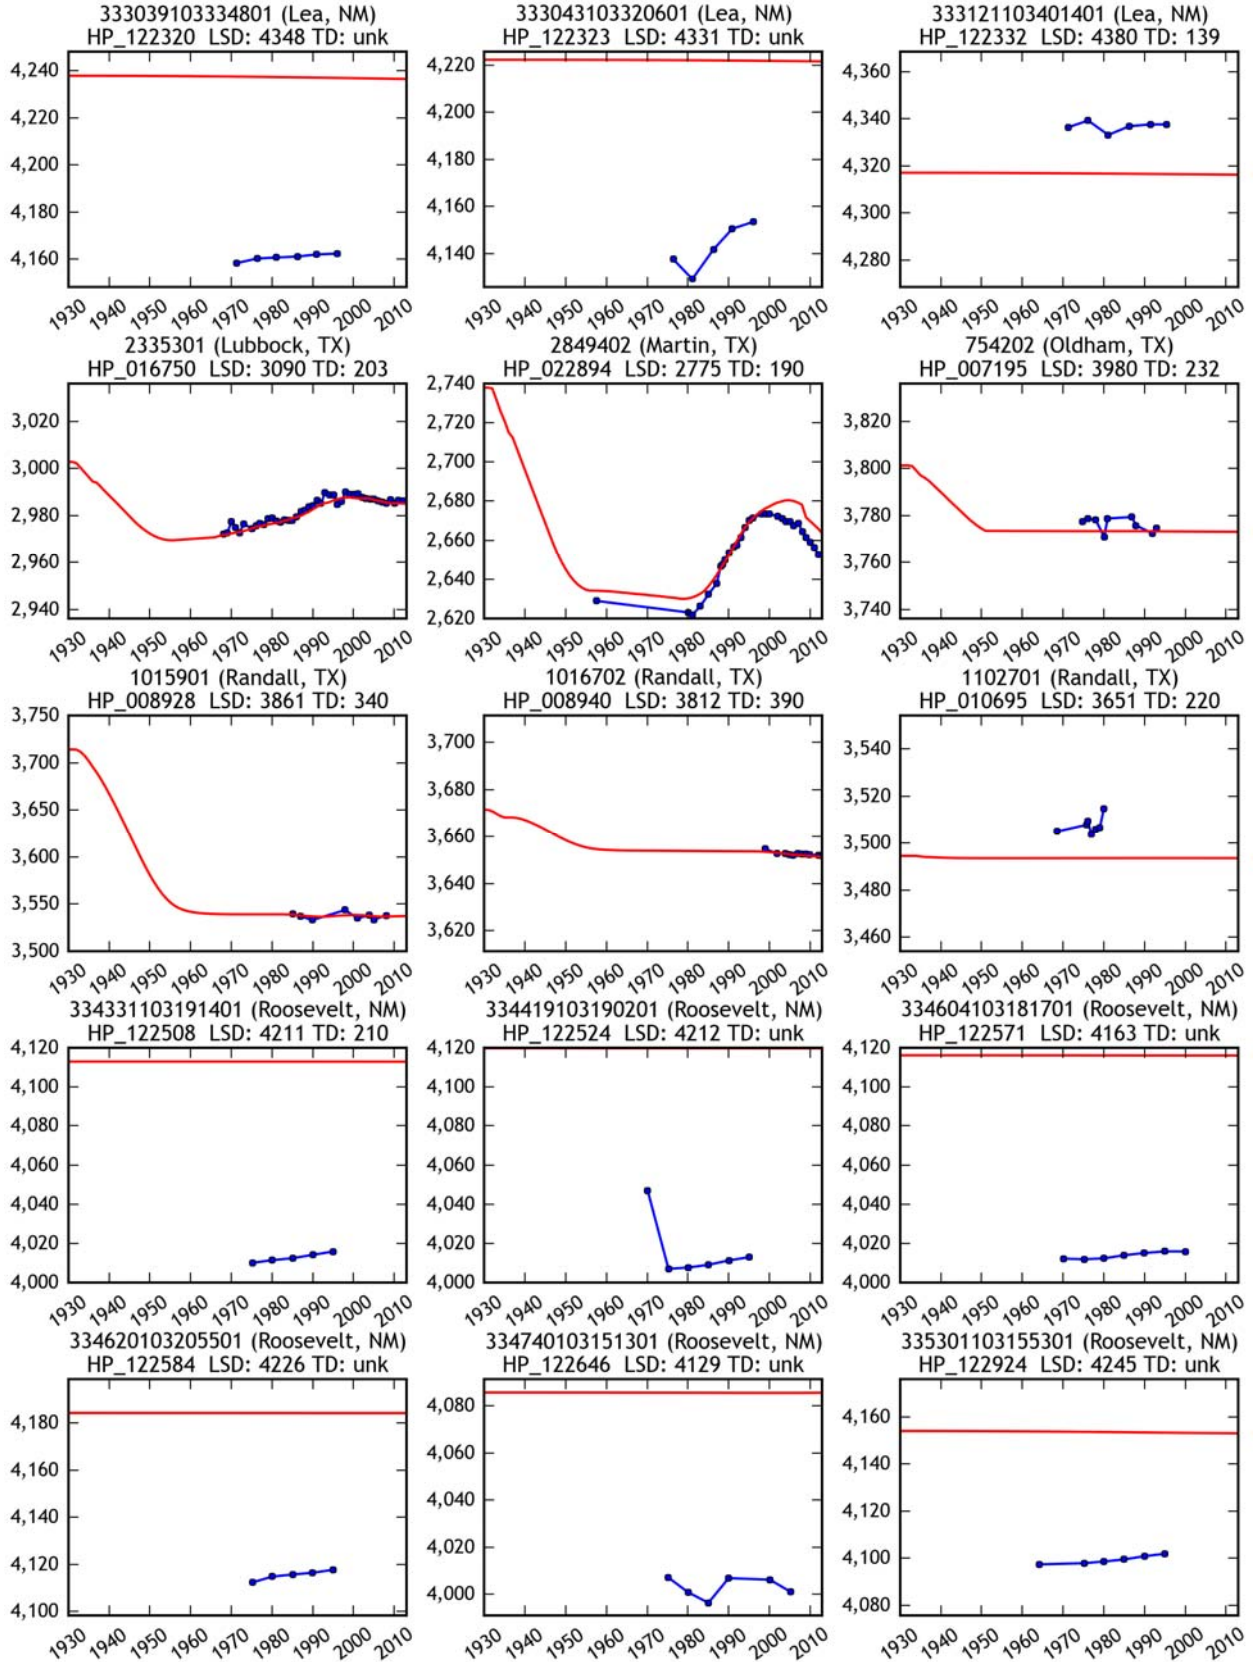 333039103334801 (Lea, NM)
HP_122320 LSD: 4348 TD: unk
4,240
4,220
4,200
4,180
4,160
1930 1940 1950 1960 1970 1980 1990 2000 2010
333043103320601 (Lea, NM)
HP_122323 LSD: 4331 TD: unk
4,220
4,200
4,180
4,160
4,140
1930 1940 1950 1960 1970 1980 1990 2000 2010
333121103401401 (Lea, NM)
HP_122332 LSD: 4380 TD: 139
4,360
4,340
4,320
4,300
4,280
1930 1940 1950 1960 1970 1980 1990 2000 2010
2335301 (Lubbock, TX)
HP_016750 LSD: 3090 TD: 203
3,020
3,000
2,980
2,960
2,940
1930 1940 1950 1960 1970 1980 1990 2000 2010
2849402 (Martin, TX)
HP_022894 LSD: 2775 TD: 190
2,740
2,720
2,700
2,680
2,660
2,640
2,620
1930 1940 1950 1960 1970 1980 1990 2000 2010
754202 (Oldham, TX)
HP_007195 LSD: 3980 TD: 232
3,820
3,800
3,780
3,760
3,740
1930 1940 1950 1960 1970 1980 1990 2000 2010
1015901 (Randall, TX)
HP_008928 LSD: 3861 TD: 340
3,750
3,700
3,650
3,600
3,550
3,500
1930 1940 1950 1960 1970 1980 1990 2000 2010
1016702 (Randall, TX)
HP_008940 LSD: 3812 TD: 390
3,700
3,680
3,660
3,640
3,620
1930 1940 1950 1960 1970 1980 1990 2000 2010
1102701 (Randall, TX)
HP_010695 LSD: 3651 TD: 220
3,540
3,520
3,500
3,480
3,460
1930 1940 1950 1960 1970 1980 1990 2000 2010
334331103191401 (Roosevelt, NM)
HP_122508 LSD: 4211 TD: 210
4,120
4,100
4,080
4,060
4,040
4,020
4,000
1930 1940 1950 1960 1970 1980 1990 2000 2010
334419103190201 (Roosevelt, NM)
HP_122524 LSD: 4212 TD: unk
4,120
4,100
4,080
4,060
4,040
4,020
4,000
1930 1940 1950 1960 1970 1980 1990 2000 2010
334604103181701 (Roosevelt, NM)
HP_122571 LSD: 4163 TD: unk
4,120
4,100
4,080
4,060
4,040
4,020
4,000
1930 1940 1950 1960 1970 1980 1990 2000 2010
334620103205501 (Roosevelt, NM)
HP_122584 LSD: 4226 TD: unk
4,180
4,160
4,140
4,120
4,100
1930 1940 1950 1960 1970 1980 1990 2000 2010
334740103151301 (Roosevelt, NM)
HP_122646 LSD: 4129 TD: unk
4,080
4,060
4,040
4,020
4,000
1930 1940 1950 1960 1970 1980 1990 2000 2010
335301103155301 (Roosevelt, NM)
HP_122924 LSD: 4245 TD: unk
4,160
4,140
4,120
4,100
4,080
1930 1940 1950 1960 1970 1980 1990 2000 2010